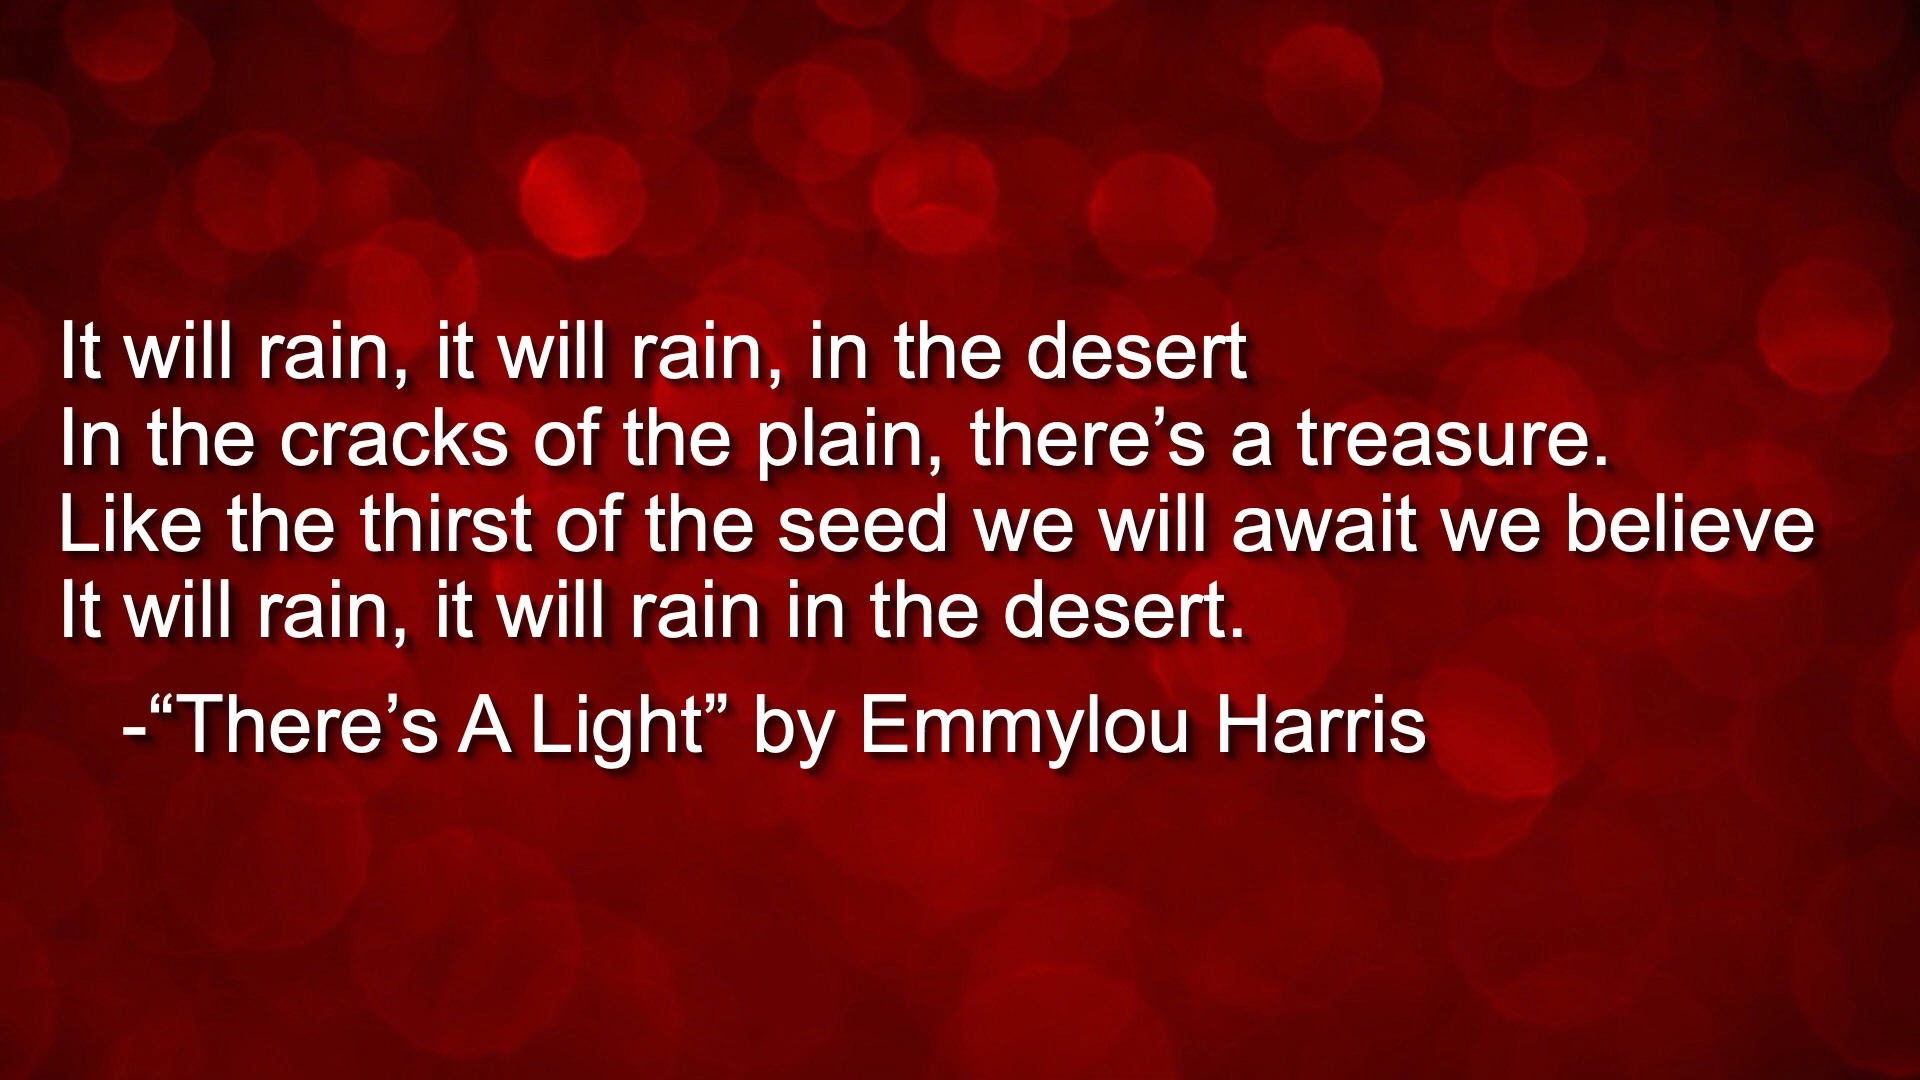 It will rain, it will rain, in the desert
In the cracks of the plain, there’s a treasure.
Like the thirst of the seed we will await we believe
It will rain, it will rain in the desert.
-“There’s A Light” by Emmylou Harris